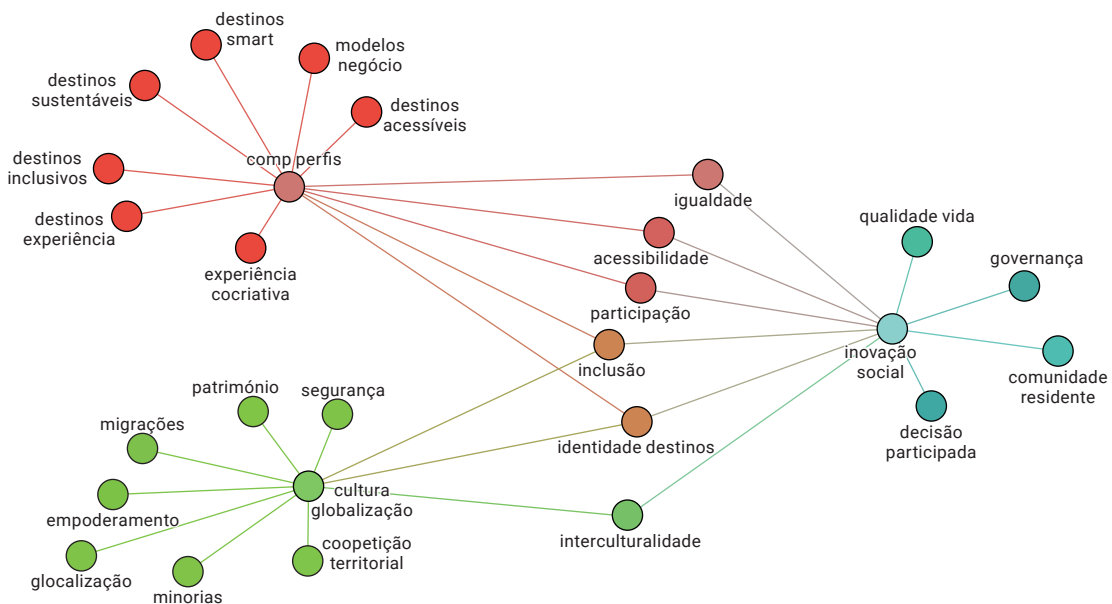 destinos
smart
modelos
negócio
destinos
sustentáveis
destinos
acessíveis
comp perfis
destinos
inclusivos
destinos
experiência
experiência
cocriativa
igualdade
acessibilidade
participação
inclusão
identidade destinos
interculturalidade
qualidade vida
governança
inovação
social
comunidade
residente
decisão
participada
património
segurança
migrações
cultura
globalização
empoderamento
coopetição
territorial
glocalização
minorias